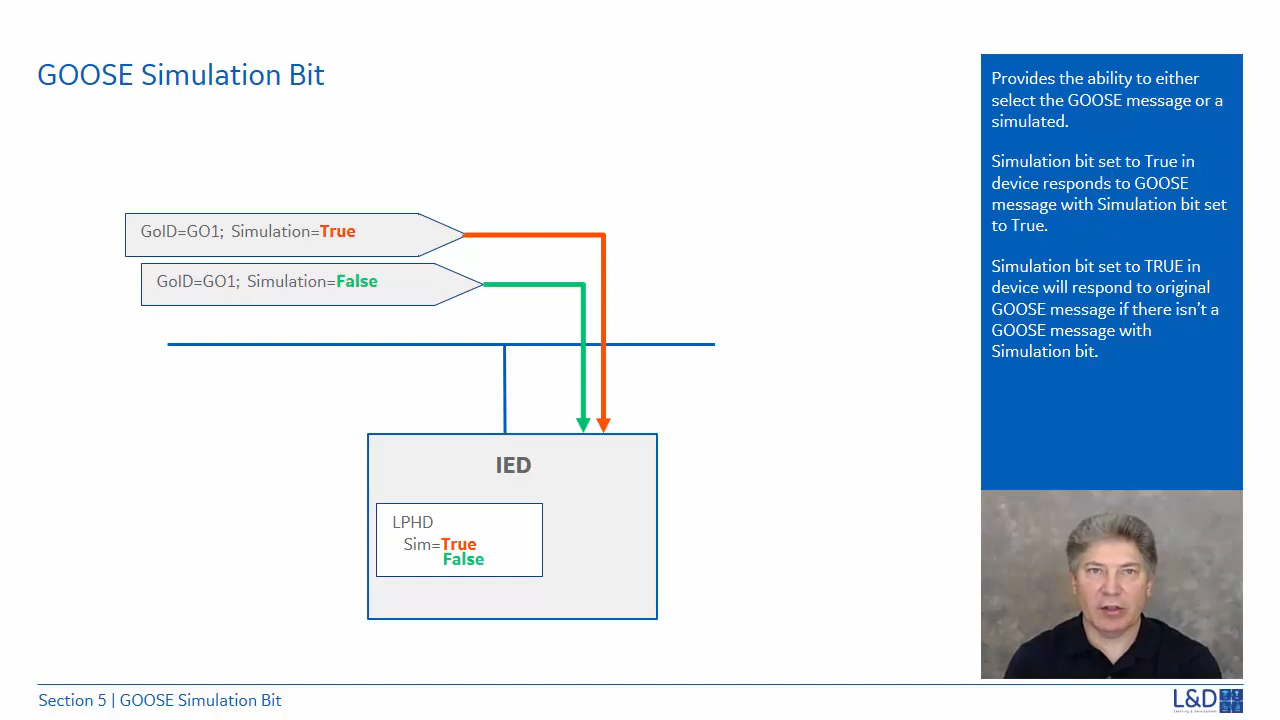 GOOSE Simulation Bit
GoID=GO1; Simulation=True
GoID=GO1; Simulation=False
IED
LPHD
Sim=True
False
Provides the ability to either
select the GOOSE message or a
simulated.
Simulation bit set to True in
device responds to GOOSE
message with Simulation bit set
to True.
Simulation bit set to TRUE in
device will respond to original
GOOSE message if there isn't a
GOOSE message with
Simulation bit.
Section 5 | GOOSE Simulation Bit
L&D